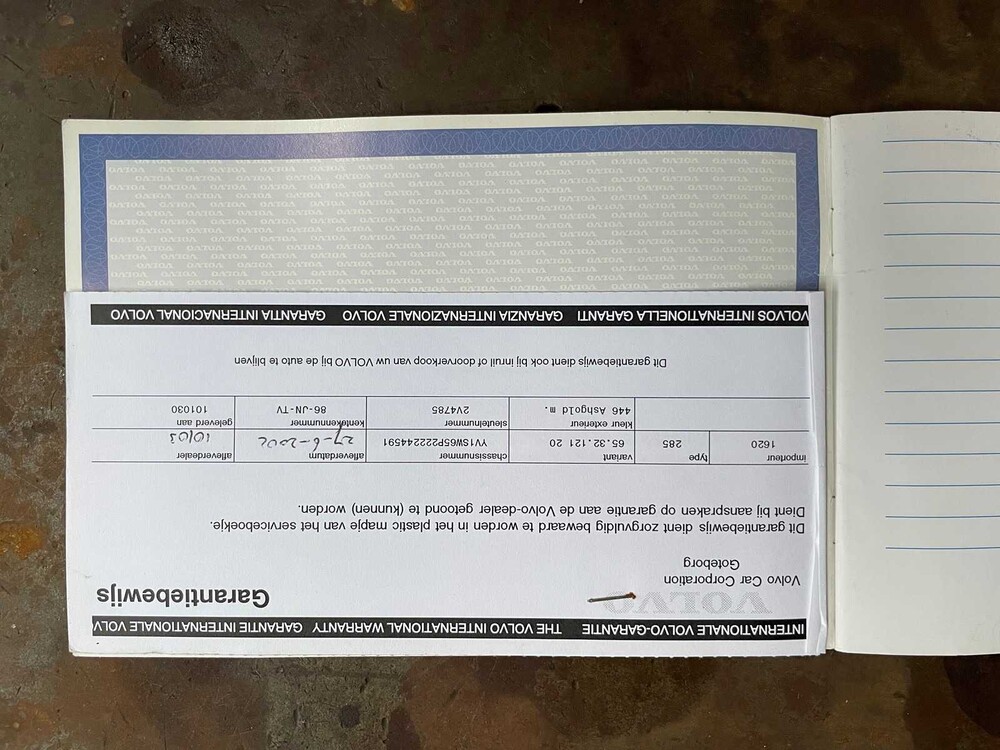 INTERNATIONALE VOLVO-GARANTIE THE VOLVO INTERNATIONAL WARRANTY GARANTIE INTERNATIONALE VOLVO
VOLVO
Volvo Car Corporation
Goteborg
Garantiebewijs
Dit garantiebewijs dient zorgvuldig bewaard te worden in het plastic mapje van het serviceboekje.
Dient bij aanspraken op garantie aan de Volvo-dealer getoond te (kunnen) worden.
importeur type variant chassisnummer afleverdatum afleverdealer
1620 285 65.32.121 20 YV1SW65P222244591 27-6-2002 10103
kleur exterieur sleutelnummer kentekennummer geleverd aan
446 Ashgold m. 2V4785 86-JN-TV 101030
Dit garantiebewijs dient ook bij inruil of doorverkoop van uw VOLVO bij de auto te blijven
VOLVOS INTERNATIONELLA GARANTI GARANZIA INTERNAZIONALE VOLVO GARANTIA INTERNACIONAL VOLVO